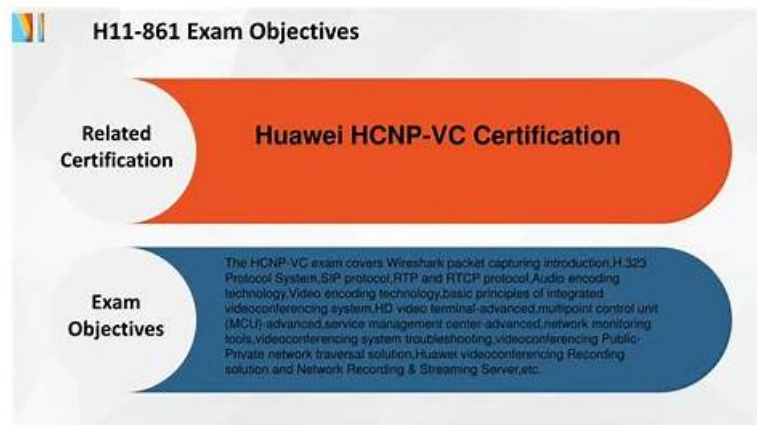 H11-861 Exam Objectives
Related
Certification
Huawei HCNP-VC Certification
Exam
Objectives
The HCNP-VC exam covers Wireshark packet capturing introduction,H.323
Protocol System,SIP protocol,RTP and RTCP protocol,Audio encoding
technology,Video encoding technology,basic principles of integrated
videoconferencing system,HD video terminal-advanced,multipoint control unit
(MCU)-advanced,service management center-advanced,network monitoring
tools,videoconferencing system troubleshooting,videoconferencing Public-
Private network traversal solution,Huawei videoconferencing Recording
solution and Network Recording & Streaming Server,etc.